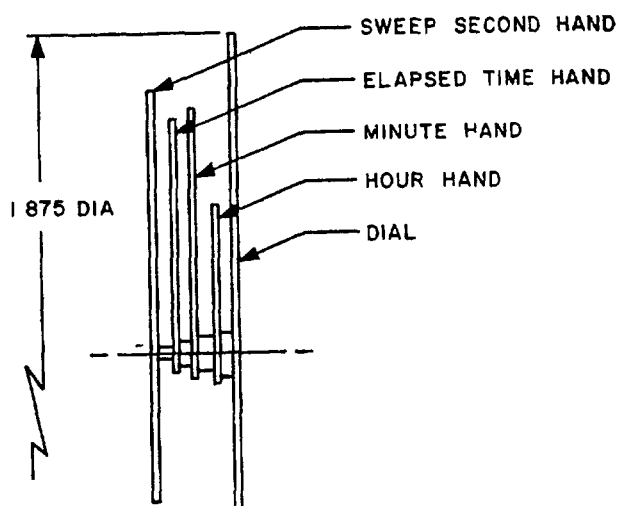 SWEEP SECOND HAND
ELAPSED TIME HAND
MINUTE HAND
HOUR HAND
1 875 DIA
DIAL